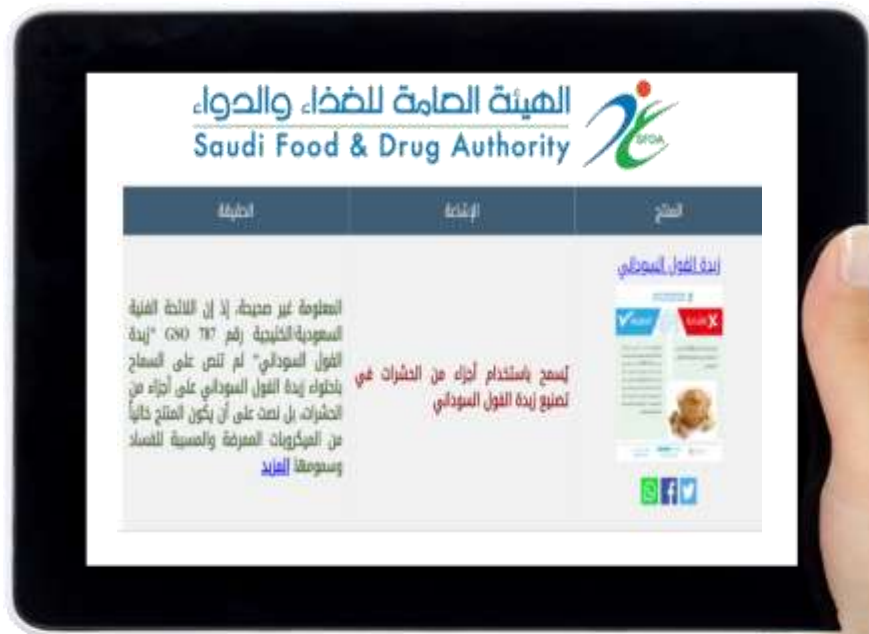 الهيئة العامة للغذاء والدواء
Saudi Food & Drug Authority
SFDA
المنتج
الإشاعة
الحقيقة
زبدة الفول السوداني
يُسمح باستخدام أجزاء من الحشرات في
تصنيع زبدة الفول السوداني
المعلومة غير صحيحة، إذ إن اللائحة الفنية
السعودية/الخليجية رقم GSO 787 "زبدة
الفول السوداني" لم تنص على السماح
باحتواء زبدة الفول السوداني على أجزاء من
الحشرات، بل نصت على أن يكون المنتج خالياً
من الميكروبات الممرضة والمسببة للفساد
وسمومها المزيد